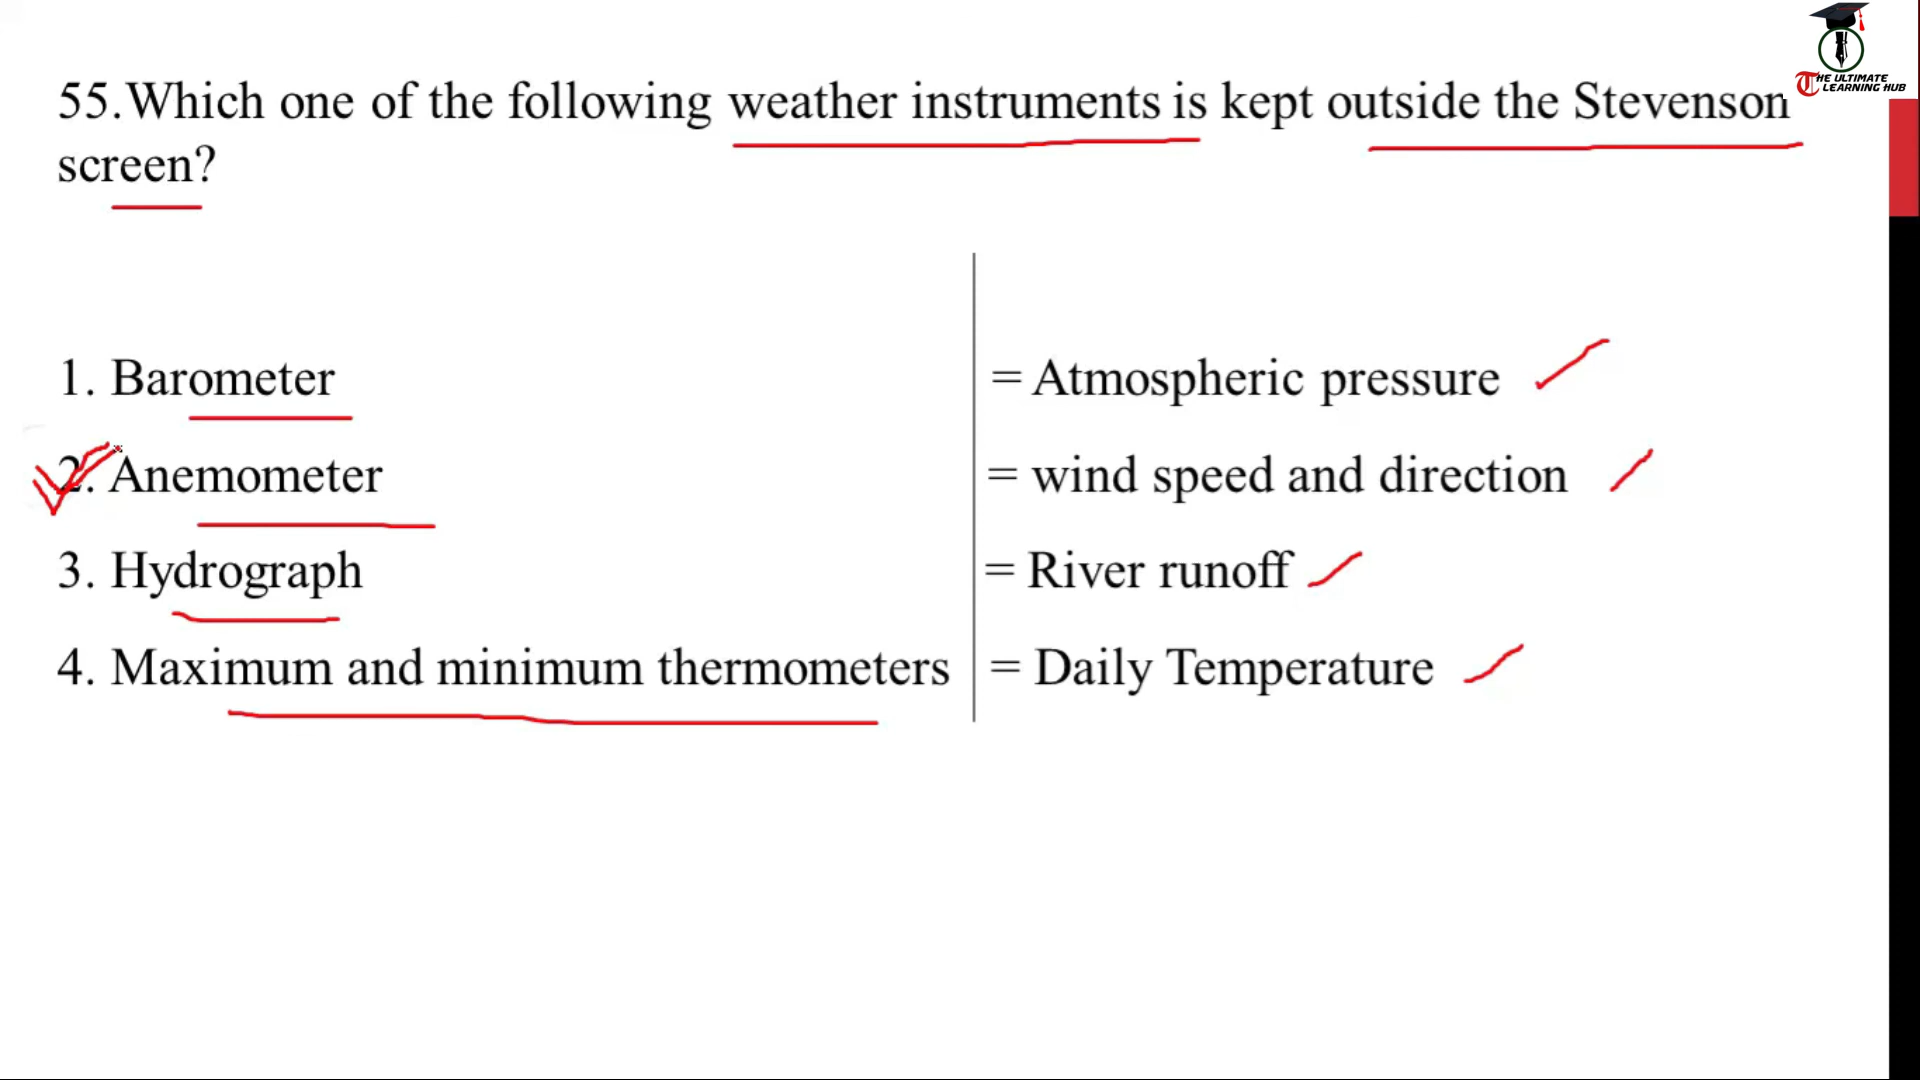 THE ULTIMATE
LEARNING HUB
55.Which one of the following weather instruments is kept outside the Stevenson
screen?
1. Barometer = Atmospheric pressure
2. Anemometer = wind speed and direction
3. Hydrograph = River runoff
4. Maximum and minimum thermometers = Daily Temperature